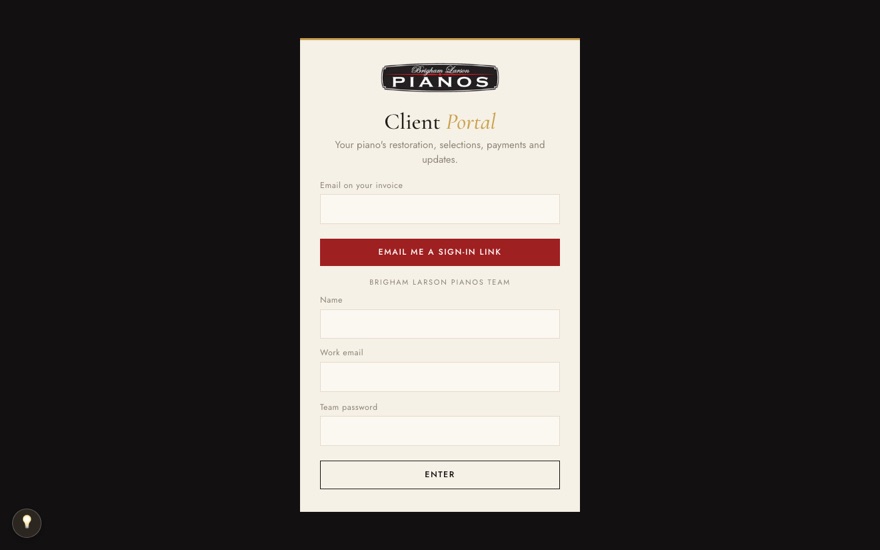 Brigham Larson
PIANOS
Client Portal
Your piano's restoration, selections, payments and
updates.
Email on your invoice
EMAIL ME A SIGN-IN LINK
BRIGHAM LARSON PIANOS TEAM
Name
Work email
Team password
ENTER